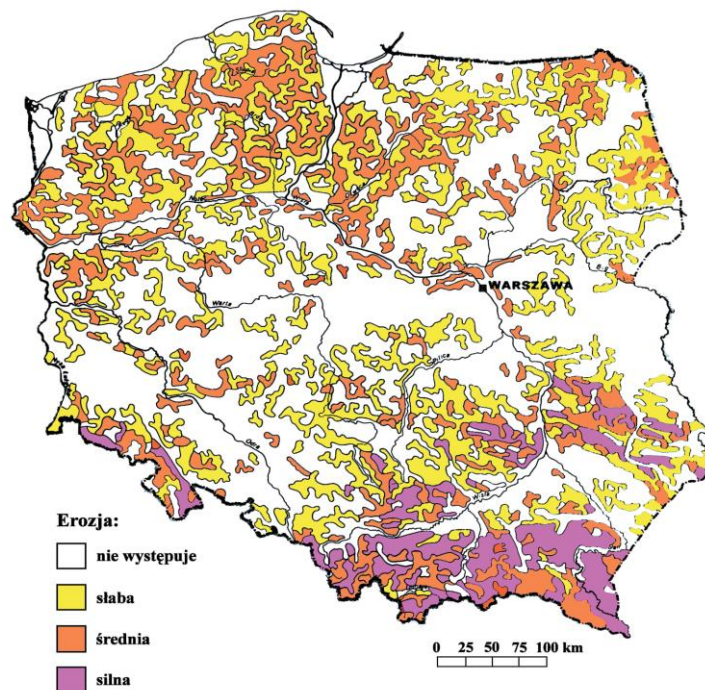 WARSZAWA
Warta
Pilica
Odra
Erozja:
nie występuje
słaba
średnia
silna
0 25 50 75 100 km